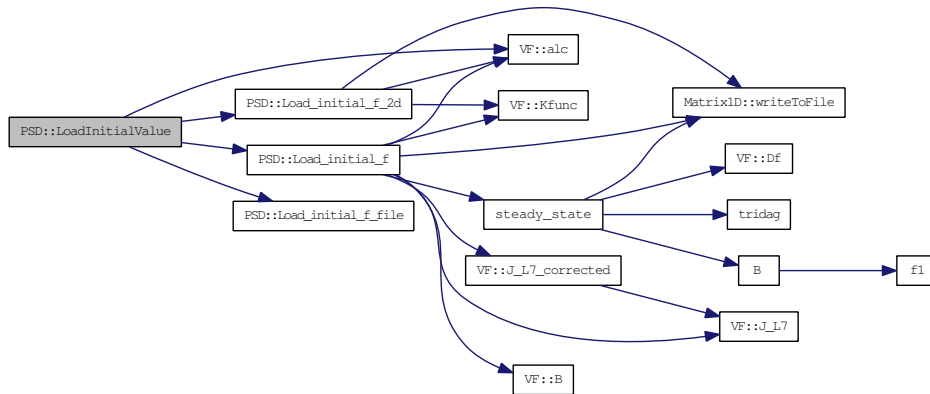 PSD::LoadInitialValue
PSD::Load_initial_f_2d
PSD::Load_initial_f
PSD::Load_initial_f_file
VF::alc
VF::Kfunc
steady_state
VF::J_L7_corrected
VF::B
Matrix1D::writeToFile
VF::Df
tridag
B
VF::J_L7
f1